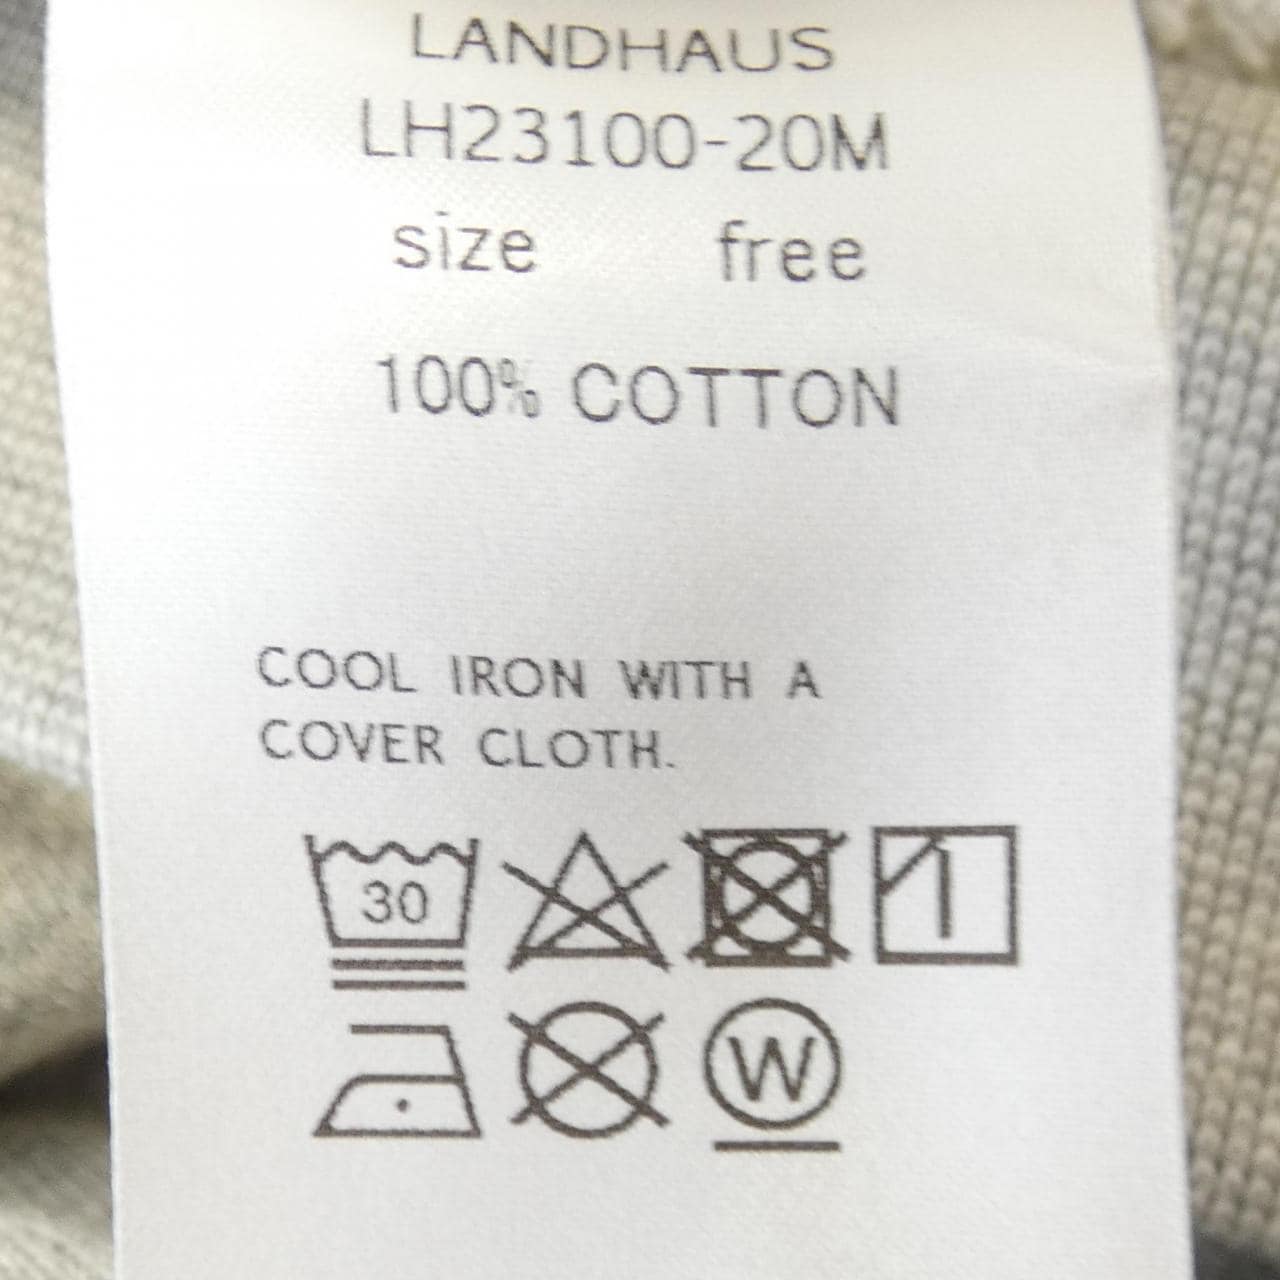 LANDHAUS
LH23100-20M
size free
100% COTTON
COOL IRON WITH A
COVER CLOTH.
30
W